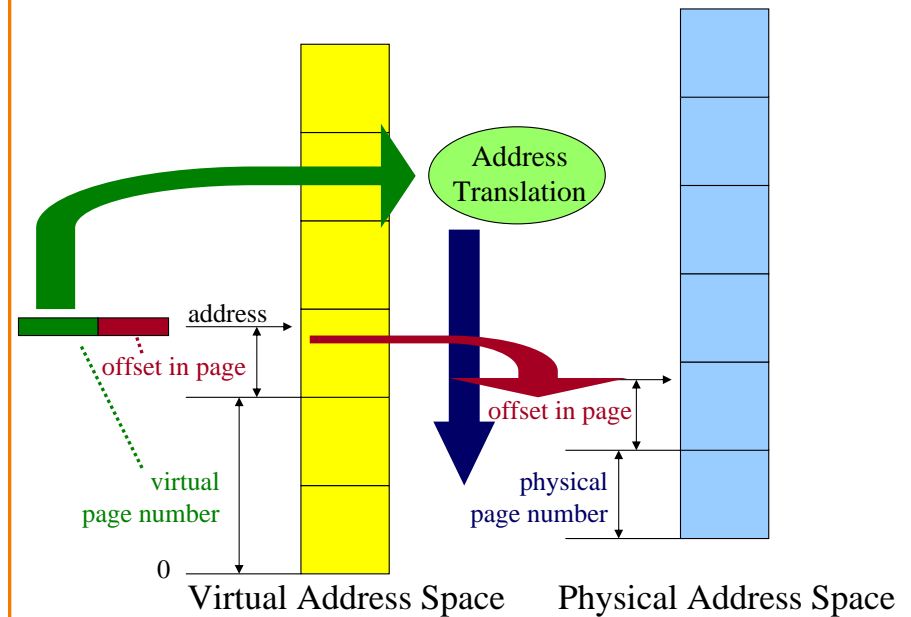 Address
Translation
address
offset in page
offset in page
virtual
page number
physical
page number
0
Virtual Address Space
Physical Address Space